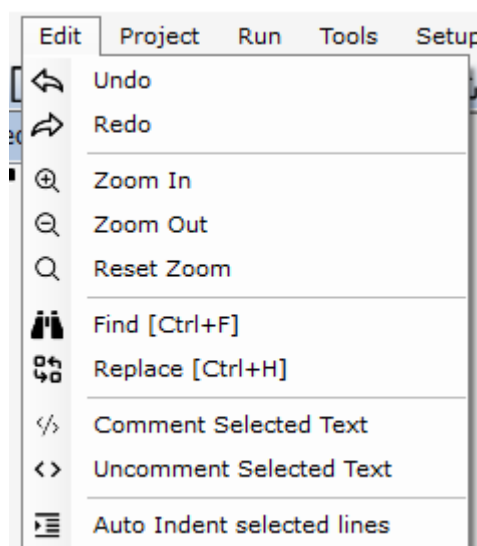 Edit Project Run Tools Setup
Undo
Redo
Zoom In
Zoom Out
Reset Zoom
Find [Ctrl+F]
Replace [Ctrl+H]
Comment Selected Text
Uncomment Selected Text
Auto Indent selected lines